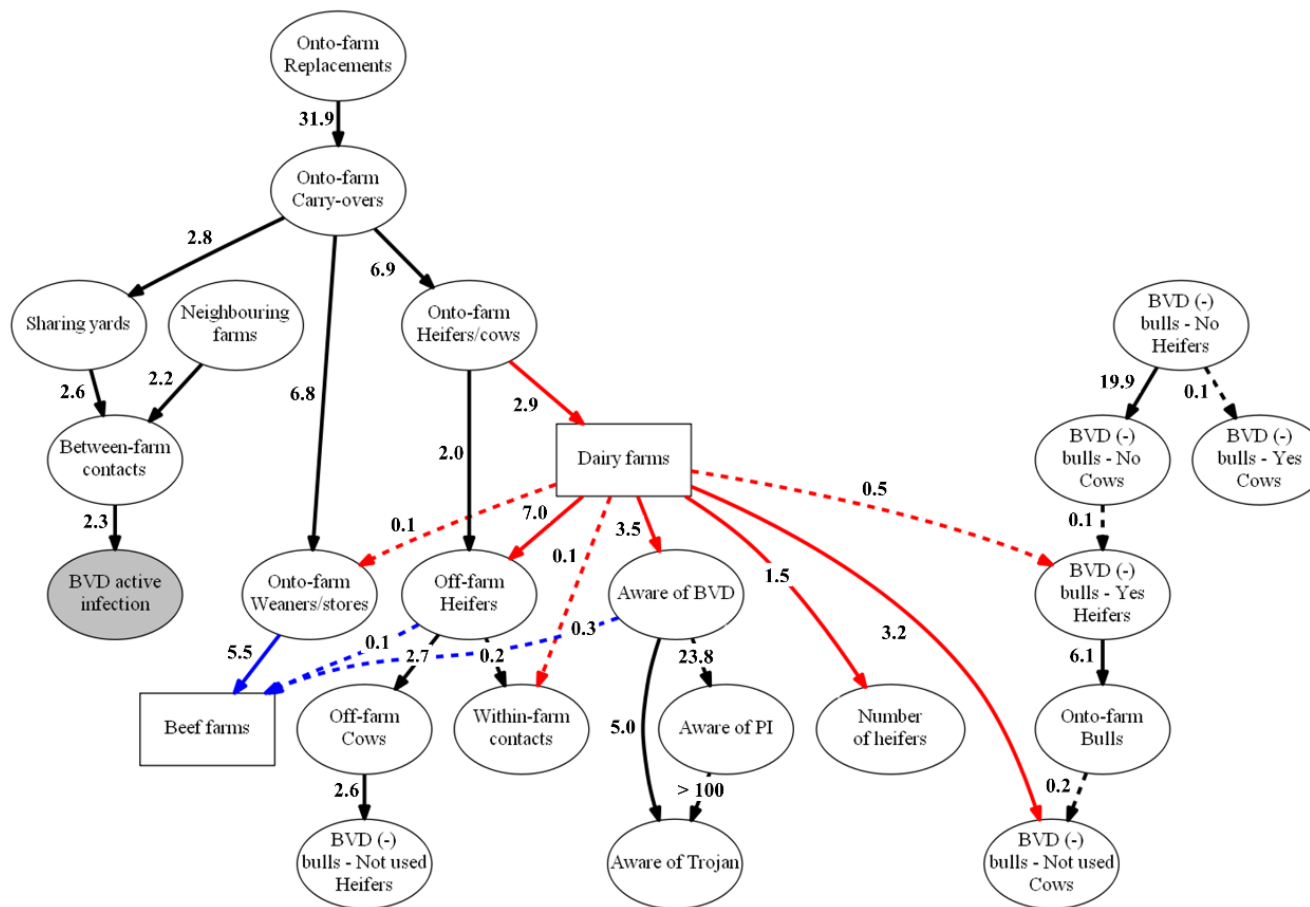 Onto-farm
Replacements
31.9
Onto-farm
Carry-overs
2.8
6.9
Sharing yards
Neighbouring
farms
Onto-farm
Heifers/cows
BVD (-)
bulls - No
Heifers
2.6
2.2
6.8
2.9
19.9
0.1
Between-farm
contacts
2.0
Dairy farms
BVD (-)
bulls - No
Cows
BVD (-)
bulls - Yes
Cows
2.3
0.1
7.0
0.1
3.5
0.5
0.1
BVD active
infection
Onto-farm
Weaners/stores
Off-farm
Heifers
Aware of BVD
1.5
BVD (-)
bulls - Yes
Heifers
5.5
0.1
2.7
0.2
0.3
23.8
3.2
6.1
Beef farms
Off-farm
Cows
Within-farm
contacts
5.0
Aware of PI
Number
of heifers
Onto-farm
Bulls
2.6
> 100
0.2
BVD (-)
bulls - Not used
Heifers
Aware of Trojan
BVD (-)
bulls - Not used
Cows